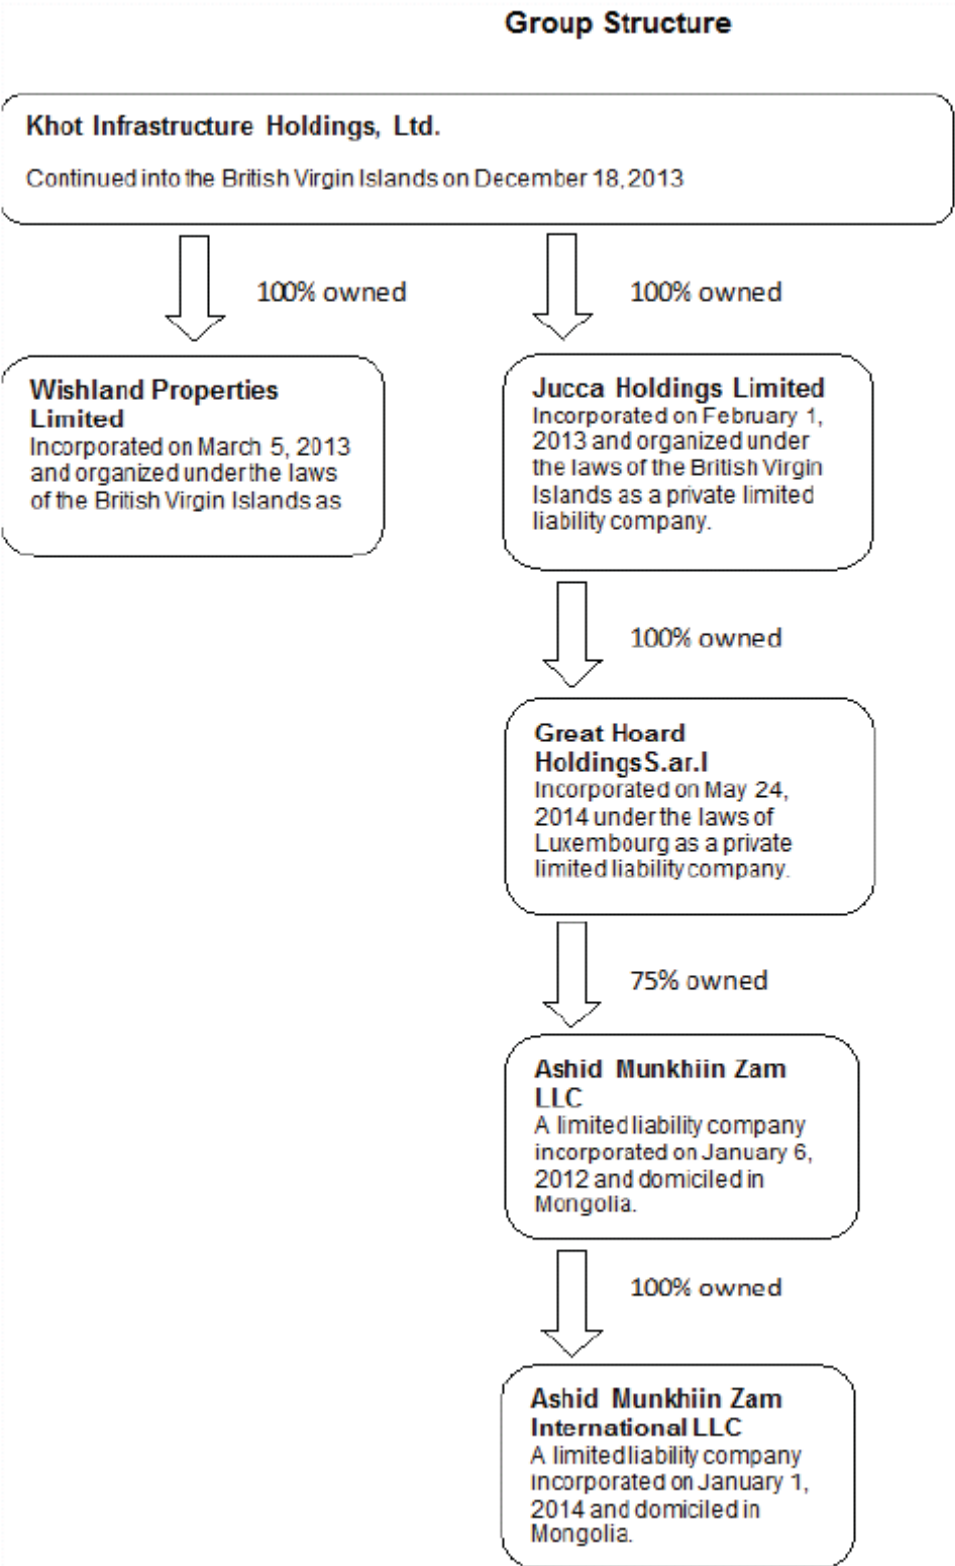 Group Structure
Khot Infrastructure Holdings, Ltd.
Continued into the British Virgin Islands on December 18, 2013
100% owned
100% owned
Wishland Properties
Limited
Incorporated on March 5, 2013
and organized under the laws
of the British Virgin Islands as
Jucca Holdings Limited
Incorporated on February 1,
2013 and organized under
the laws of the British Virgin
Islands as a private limited
liability company.
100% owned
Great Hoard
Holdings S.ar.l
Incorporated on May 24,
2014 under the laws of
Luxembourg as a private
limited liability company.
75% owned
Ashid Munkhiin Zam
LLC
A limited liability company
incorporated on January 6,
2012 and domiciled in
Mongolia.
100% owned
Ashid Munkhiin Zam
International LLC
A limited liability company
incorporated on January 1,
2014 and domiciled in
Mongolia.